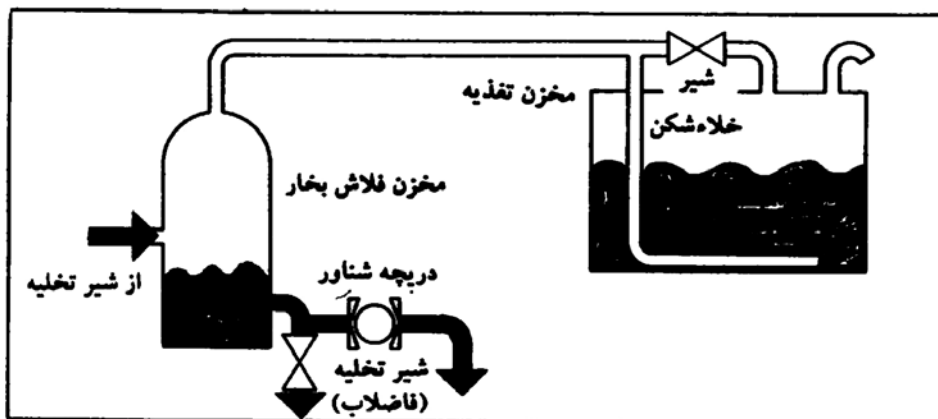 شیر
مخزن تغذیه
خلاءشکن
مخزن فلاش بخار
از شیر تخلیه
دریچه شناور
شیر تخلیه
(فاضلاب)